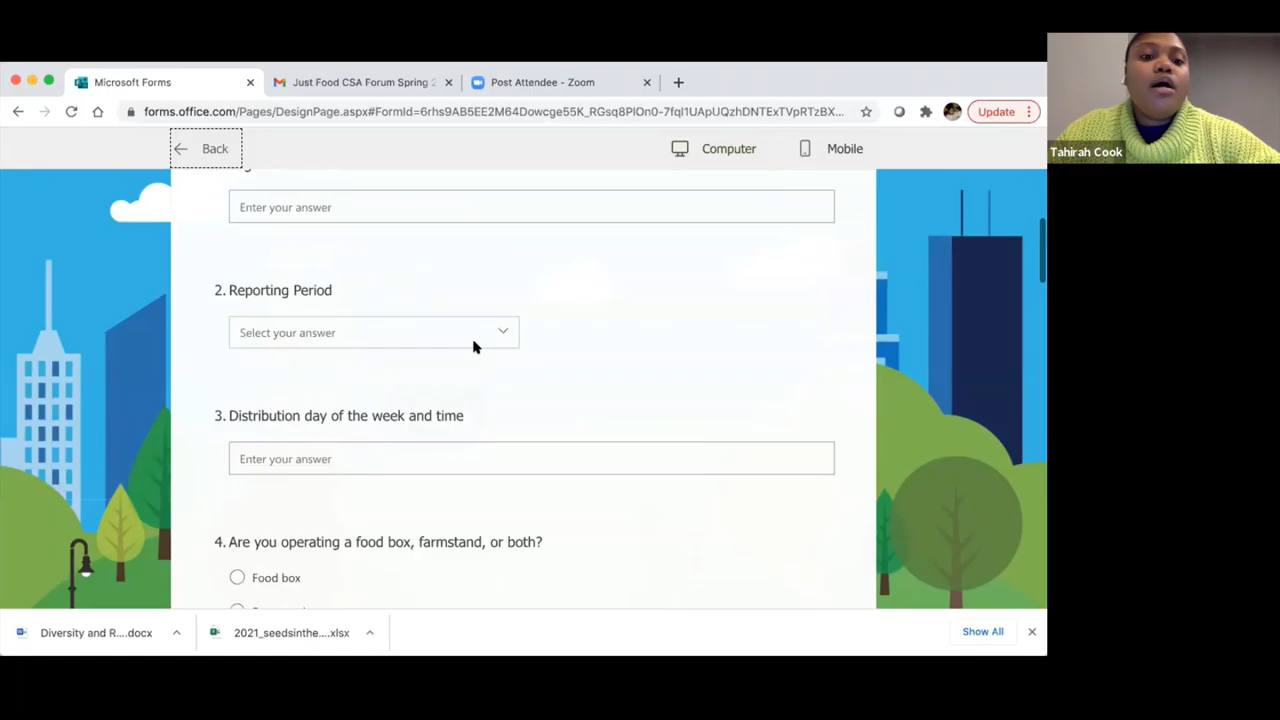 Microsoft Forms
Just Food CSA Forum Spring 2
Post Attendee - Zoom
forms.office.com/Pages/DesignPage.aspx#FormId=6rhs9AB5EE2M64Dowcge55K_RGsq8PlOn0-7fqI1UApUQzhDNTExTVpRTzBX...
Update
Back
Computer
Mobile
Tahirah Cook
Enter your answer
2. Reporting Period
Select your answer
3. Distribution day of the week and time
Enter your answer
4. Are you operating a food box, farmstand, or both?
Food box
Diversity and R....docx
2021_seedsinthe....xlsx
Show All